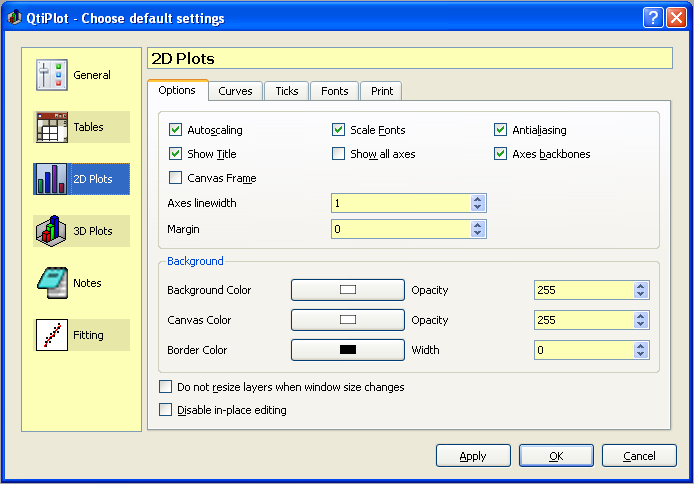 QtiPlot - Choose default settings
General
Tables
2D Plots
3D Plots
Notes
Fitting
2D Plots
Options Curves Ticks Fonts Print
Autoscaling Scale Fonts Antialiasing
Show Title Show all axes Axes backbones
Canvas Frame
Axes linewidth 1
Margin 0
Background
Background Color Opacity 255
Canvas Color Opacity 255
Border Color Width 0
Do not resize layers when window size changes
Disable in-place editing
Apply OK Cancel